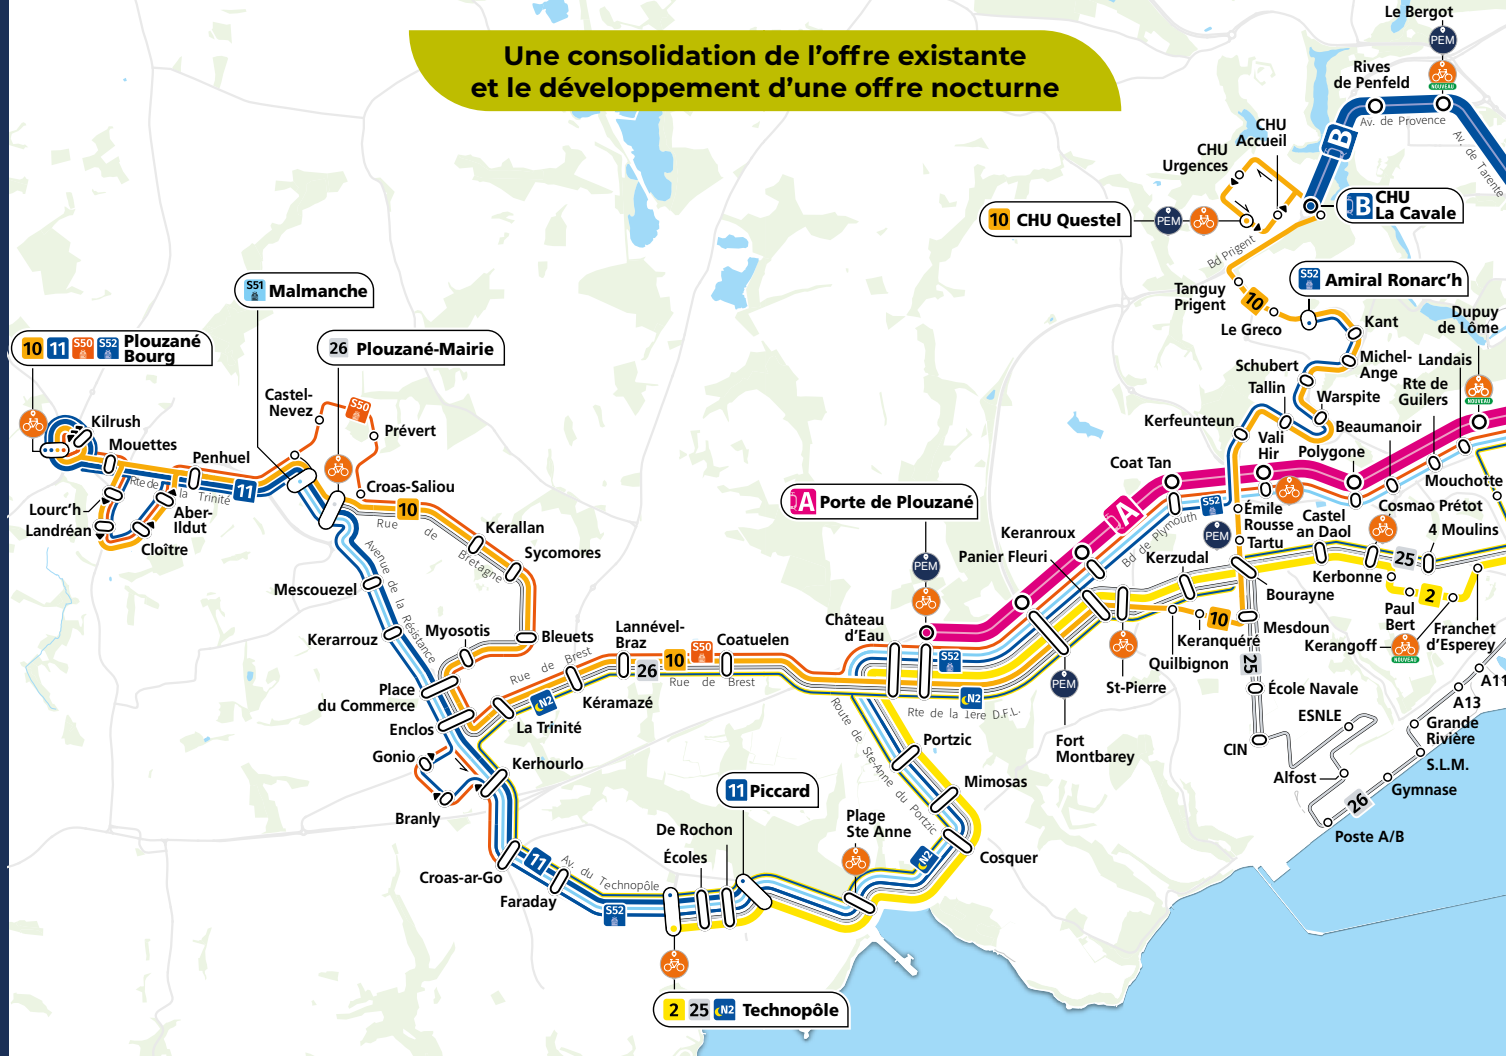 Une consolidation de l’offre existante
et le développement d’une offre nocturne
Le Bergot
PEM
NOUVEAU
Rives
de Penfeld
Av. de Provence
Av. de Tarente
B
CHU
Accueil
CHU
Urgences
10 CHU Questel
PEM
B CHU
La Cavale
Bd Prigent
Tanguy
Prigent
10
Le Greco
S52 Amiral Ronarc’h
Kant
Dupuy
de Lôme
NOUVEAU
Michel-
Ange
Landais
Schubert
Tallin
Warspite
Rte de
Guilers
Kerfeunteun
Vali
Hir
Beaumanoir
Polygone
Coat Tan
Mouchotte
S51 Malmanche
10 11 S50 S52 Plouzané
Bourg
26 Plouzané-Mairie
Castel-
Nevez
S50
Prévert
Kilrush
Mouettes
Penhuel
Rte de la Trinité
11
Croas-Saliou
10
Lourc’h
Landréan
Aber-
Ildut
Cloître
Rue de Bretagne
Kerallan
Sycomores
Avenue de la Résistance
Mescouezel
Kerarrouz
Myosotis
Bleuets
Place
du Commerce
Enclos
Gonio
Branly
Kerhourlo
Croas-ar-Go
Faraday
11
Av. du Technopôle
S52
Rue de Brest
N2
La Trinité
Kéramazé
Lannével-
Braz
26
10
S50
Coatuelen
Rue de Brest
A Porte de Plouzané
PEM
Château
d’Eau
S52
N2
Rte de la 1ère D.F.L.
Keranroux
Panier Fleuri
A
Bd de Plymouth
S52
PEM
Kerzudal
Émile
Rousse
Tartu
Castel
an Daol
Cosmao Prétot
4 Moulins
25
Kerbonne
2
Bourayne
Paul
Bert
Kerangoff
NOUVEAU
Franchet
d’Esperey
Mesdoun
10
Keranquéré
Quilbignon
St-Pierre
PEM
Fort
Montbarey
25
École Navale
ESNLE
CIN
Alfost
26
Poste A/B
Gymnase
S.L.M.
Grande
Rivière
A13
A11
Route de Ste-Anne du Portzic
Portzic
Mimosas
Cosquer
N2
Plage
Ste Anne
11 Piccard
De Rochon
Écoles
2 25 N2 Technopôle